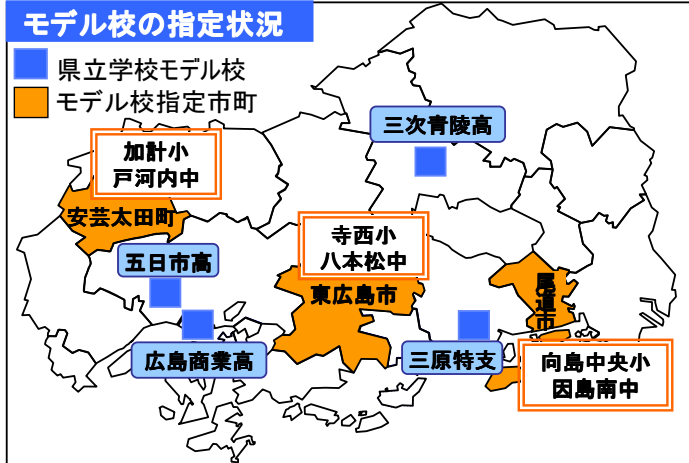 モデル校の指定状況
県立学校モデル校
モデル校指定市町
三次青陵高
加計小
戸河内中
安芸太田町
寺西小
八本松中
五日市高
東広島市
尾道市
広島商業高
三原特支
向島中央小
因島南中